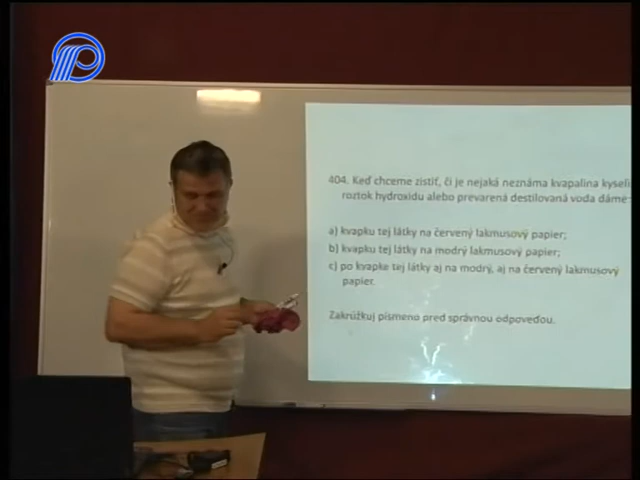 404. Keď chceme zistiť, či je nejaká neznáma kvapalina kyseli
roztok hydroxidu alebo prevarená destilovaná voda dáme:
a) kvapku tej látky na červený lakmusový papier;
b) kvapku tej látky na modrý lakmusový papier;
c) po kvapke tej látky aj na modrý, aj na červený lakmusový
papier.
Zakrúžkuj písmeno pred správnou odpoveďou.